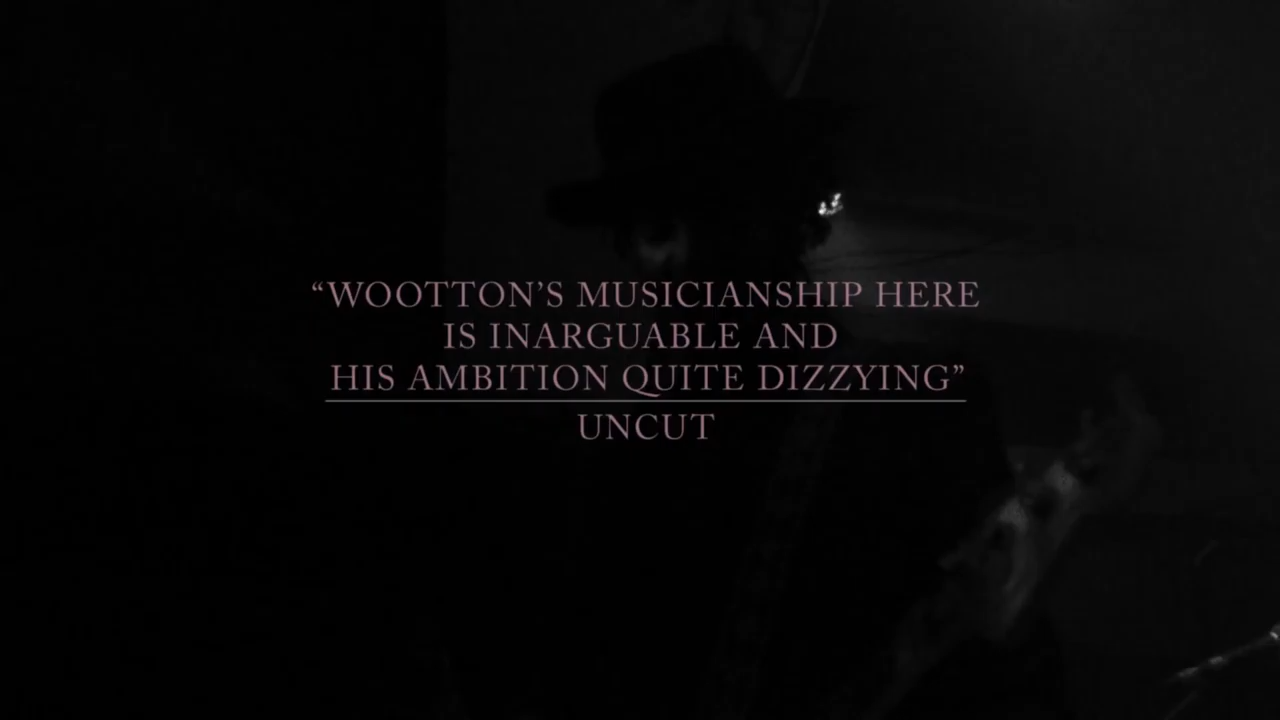 “WOOTTON’S MUSICIANSHIP HERE
IS INARGUABLE AND
HIS AMBITION QUITE DIZZYING”
UNCUT